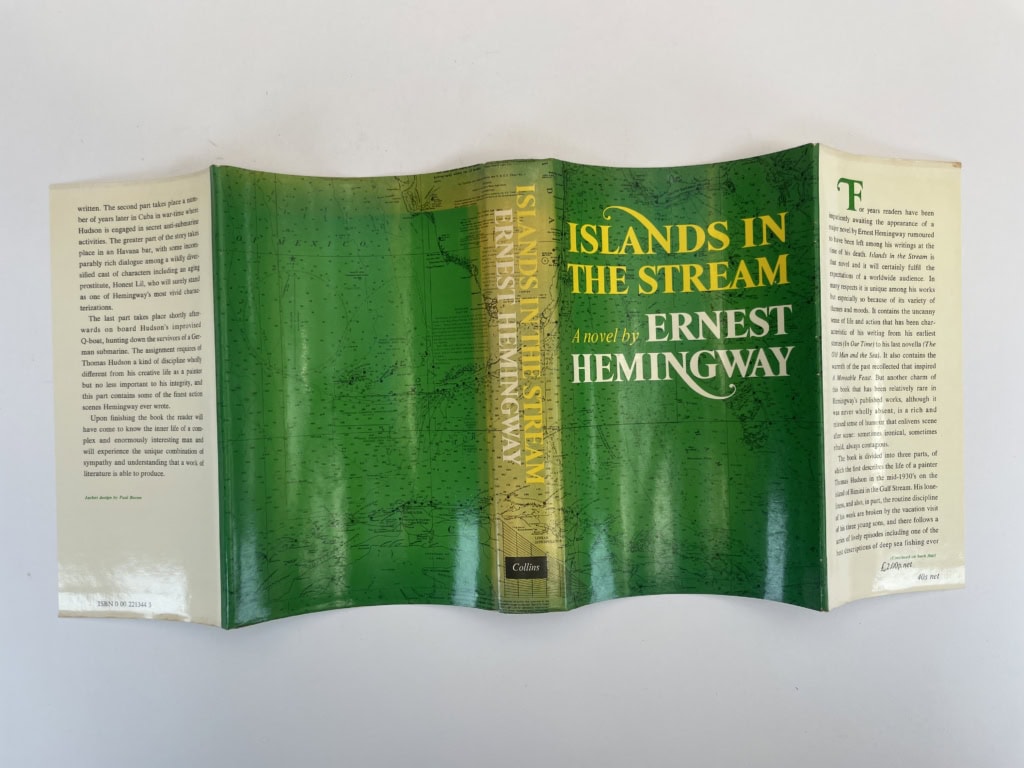 written. The second part takes place a num-
ber of years later in Cuba in war-time where
Hudson is engaged in secret anti-submarine
activities. The greater part of the story takes
place in an Havana bar, with some incom-
parably rich dialogue among a wildly diver-
sified cast of characters including an aging
prostitute, Honest Lil, who will surely stand
as one of Hemingway's most vivid charac-
terizations.
The last part takes place shortly after-
wards on board Hudson's improvised
Q-boat, hunting down the survivors of a Ger-
man submarine. The assignment requires of
Thomas Hudson a kind of discipline wholly
different from his creative life as a painter
but no less important to his integrity, and
this part contains some of the finest action
scenes Hemingway ever wrote.
Upon finishing the book the reader will
have come to know the inner life of a com-
plex and enormously interesting man and
will experience the unique combination of
sympathy and understanding that a work of
literature is able to produce.
Jacket design by Paul Bacon
ISBN 0 00 221344 3
OF MEXICO
ISLANDS IN THE STREAM
ERNEST HEMINGWAY
Collins
ISLANDS IN
THE STREAM
A novel by ERNEST
HEMINGWAY
For years readers have been
impatiently awaiting the appearance of a
major novel by Ernest Hemingway rumoured
to have been left among his writings at the
time of his death. Islands in the Stream is
that novel and it will certainly fulfil the
expectations of a worldwide audience. In
many respects it is unique among his works
but especially so because of its variety of
themes and moods. It contains the uncanny
sense of life and action that has been char-
acteristic of his writing from his earliest
stories (In Our Time) to his last novella (The
Old Man and the Sea). It also contains the
warmth of the past recollected that inspired
A Moveable Feast. But another charm of
this book that has been relatively rare in
Hemingway's published works, although it
was never wholly absent, is a rich and
sense of humour that enlivens scene
after scene: sometimes ironical, sometimes
ribald, always contagious.
The book is divided into three parts, of
which the first describes the life of a painter
Thomas Hudson in the mid-1930's on the
island of Bimini in the Gulf Stream. His lone-
liness, and also, in part, the routine discipline
of his work are broken by the vacation visit
of his three young sons, and there follows a
series of lively episodes including one of the
best descriptions of deep sea fishing ever
(Continued on back flap)
£2.00p. net
40s net